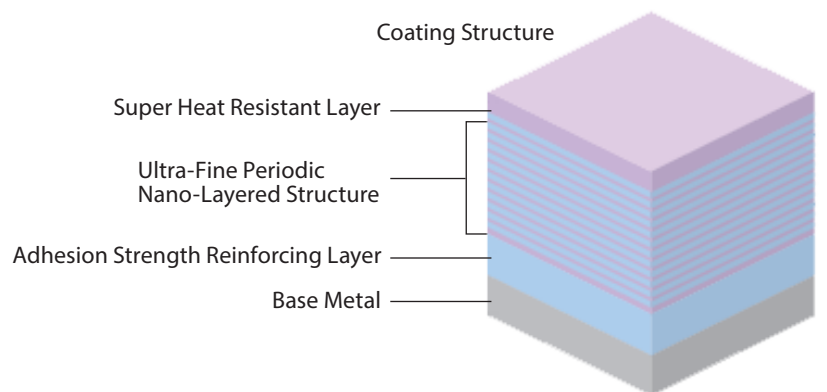 Coating Structure
Super Heat Resistant Layer
Ultra-Fine Periodic
Nano-Layered Structure
Adhesion Strength Reinforcing Layer
Base Metal